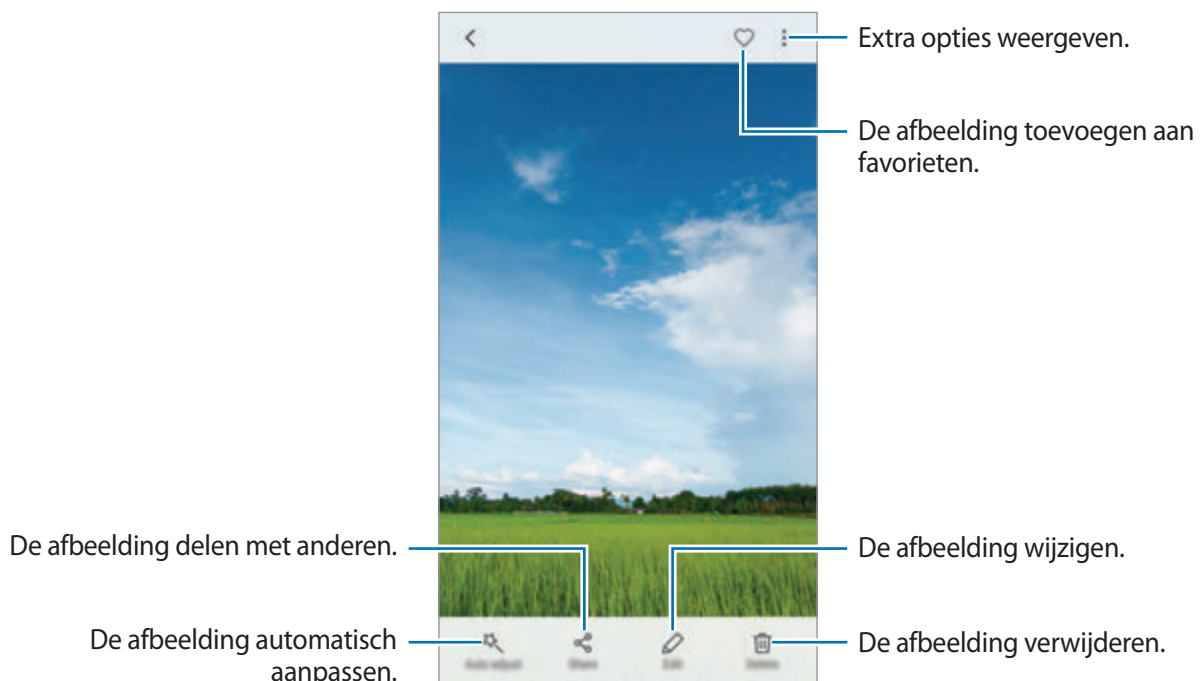 Extra opties weergeven.
De afbeelding toevoegen aan
favorieten.
De afbeelding delen met anderen.
De afbeelding wijzigen.
De afbeelding automatisch
aanpassen.
De afbeelding verwijderen.
Auto adjust
Share
Edit
Delete